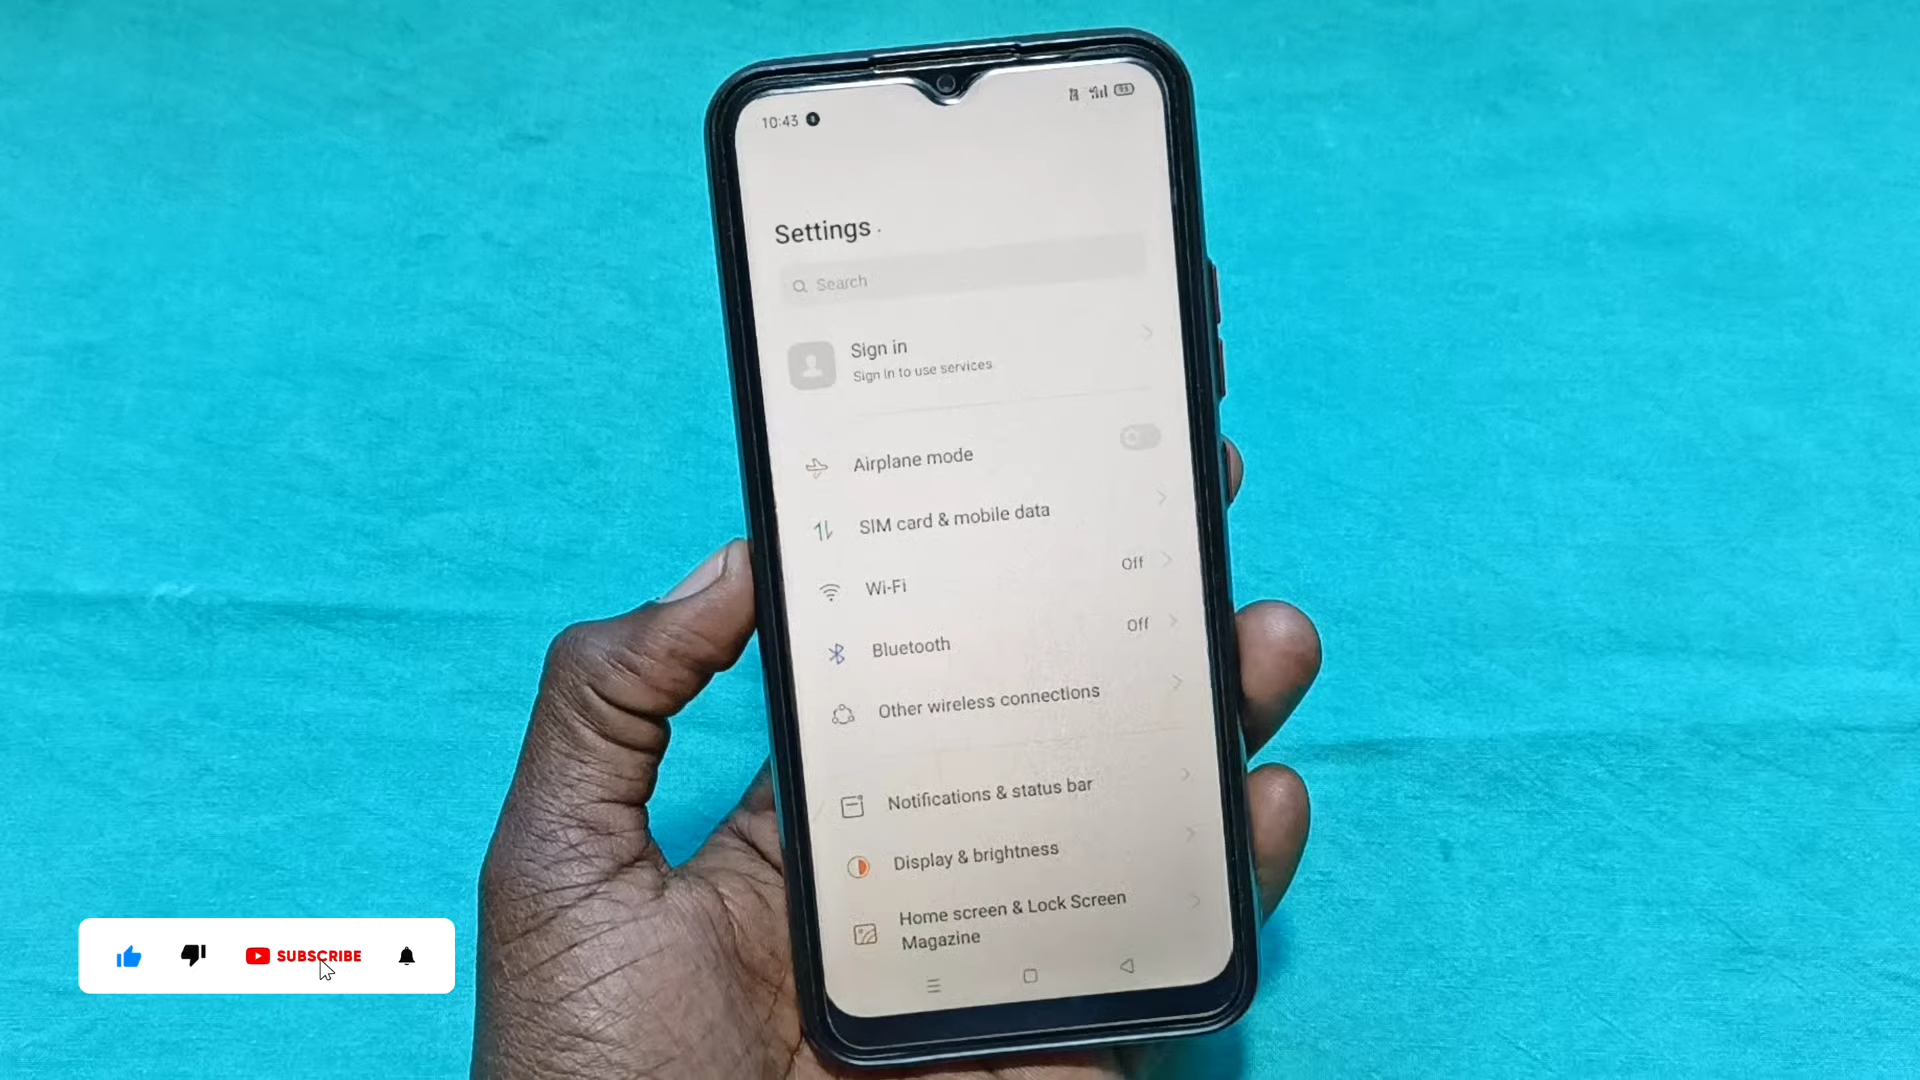 10:43
Settings
Search
Sign in
Sign in to use services
Airplane mode
SIM card & mobile data
Wi-Fi
Off
Bluetooth
Off
Other wireless connections
Notifications & status bar
Display & brightness
Home screen & Lock Screen
Magazine
SUBSCRIBE